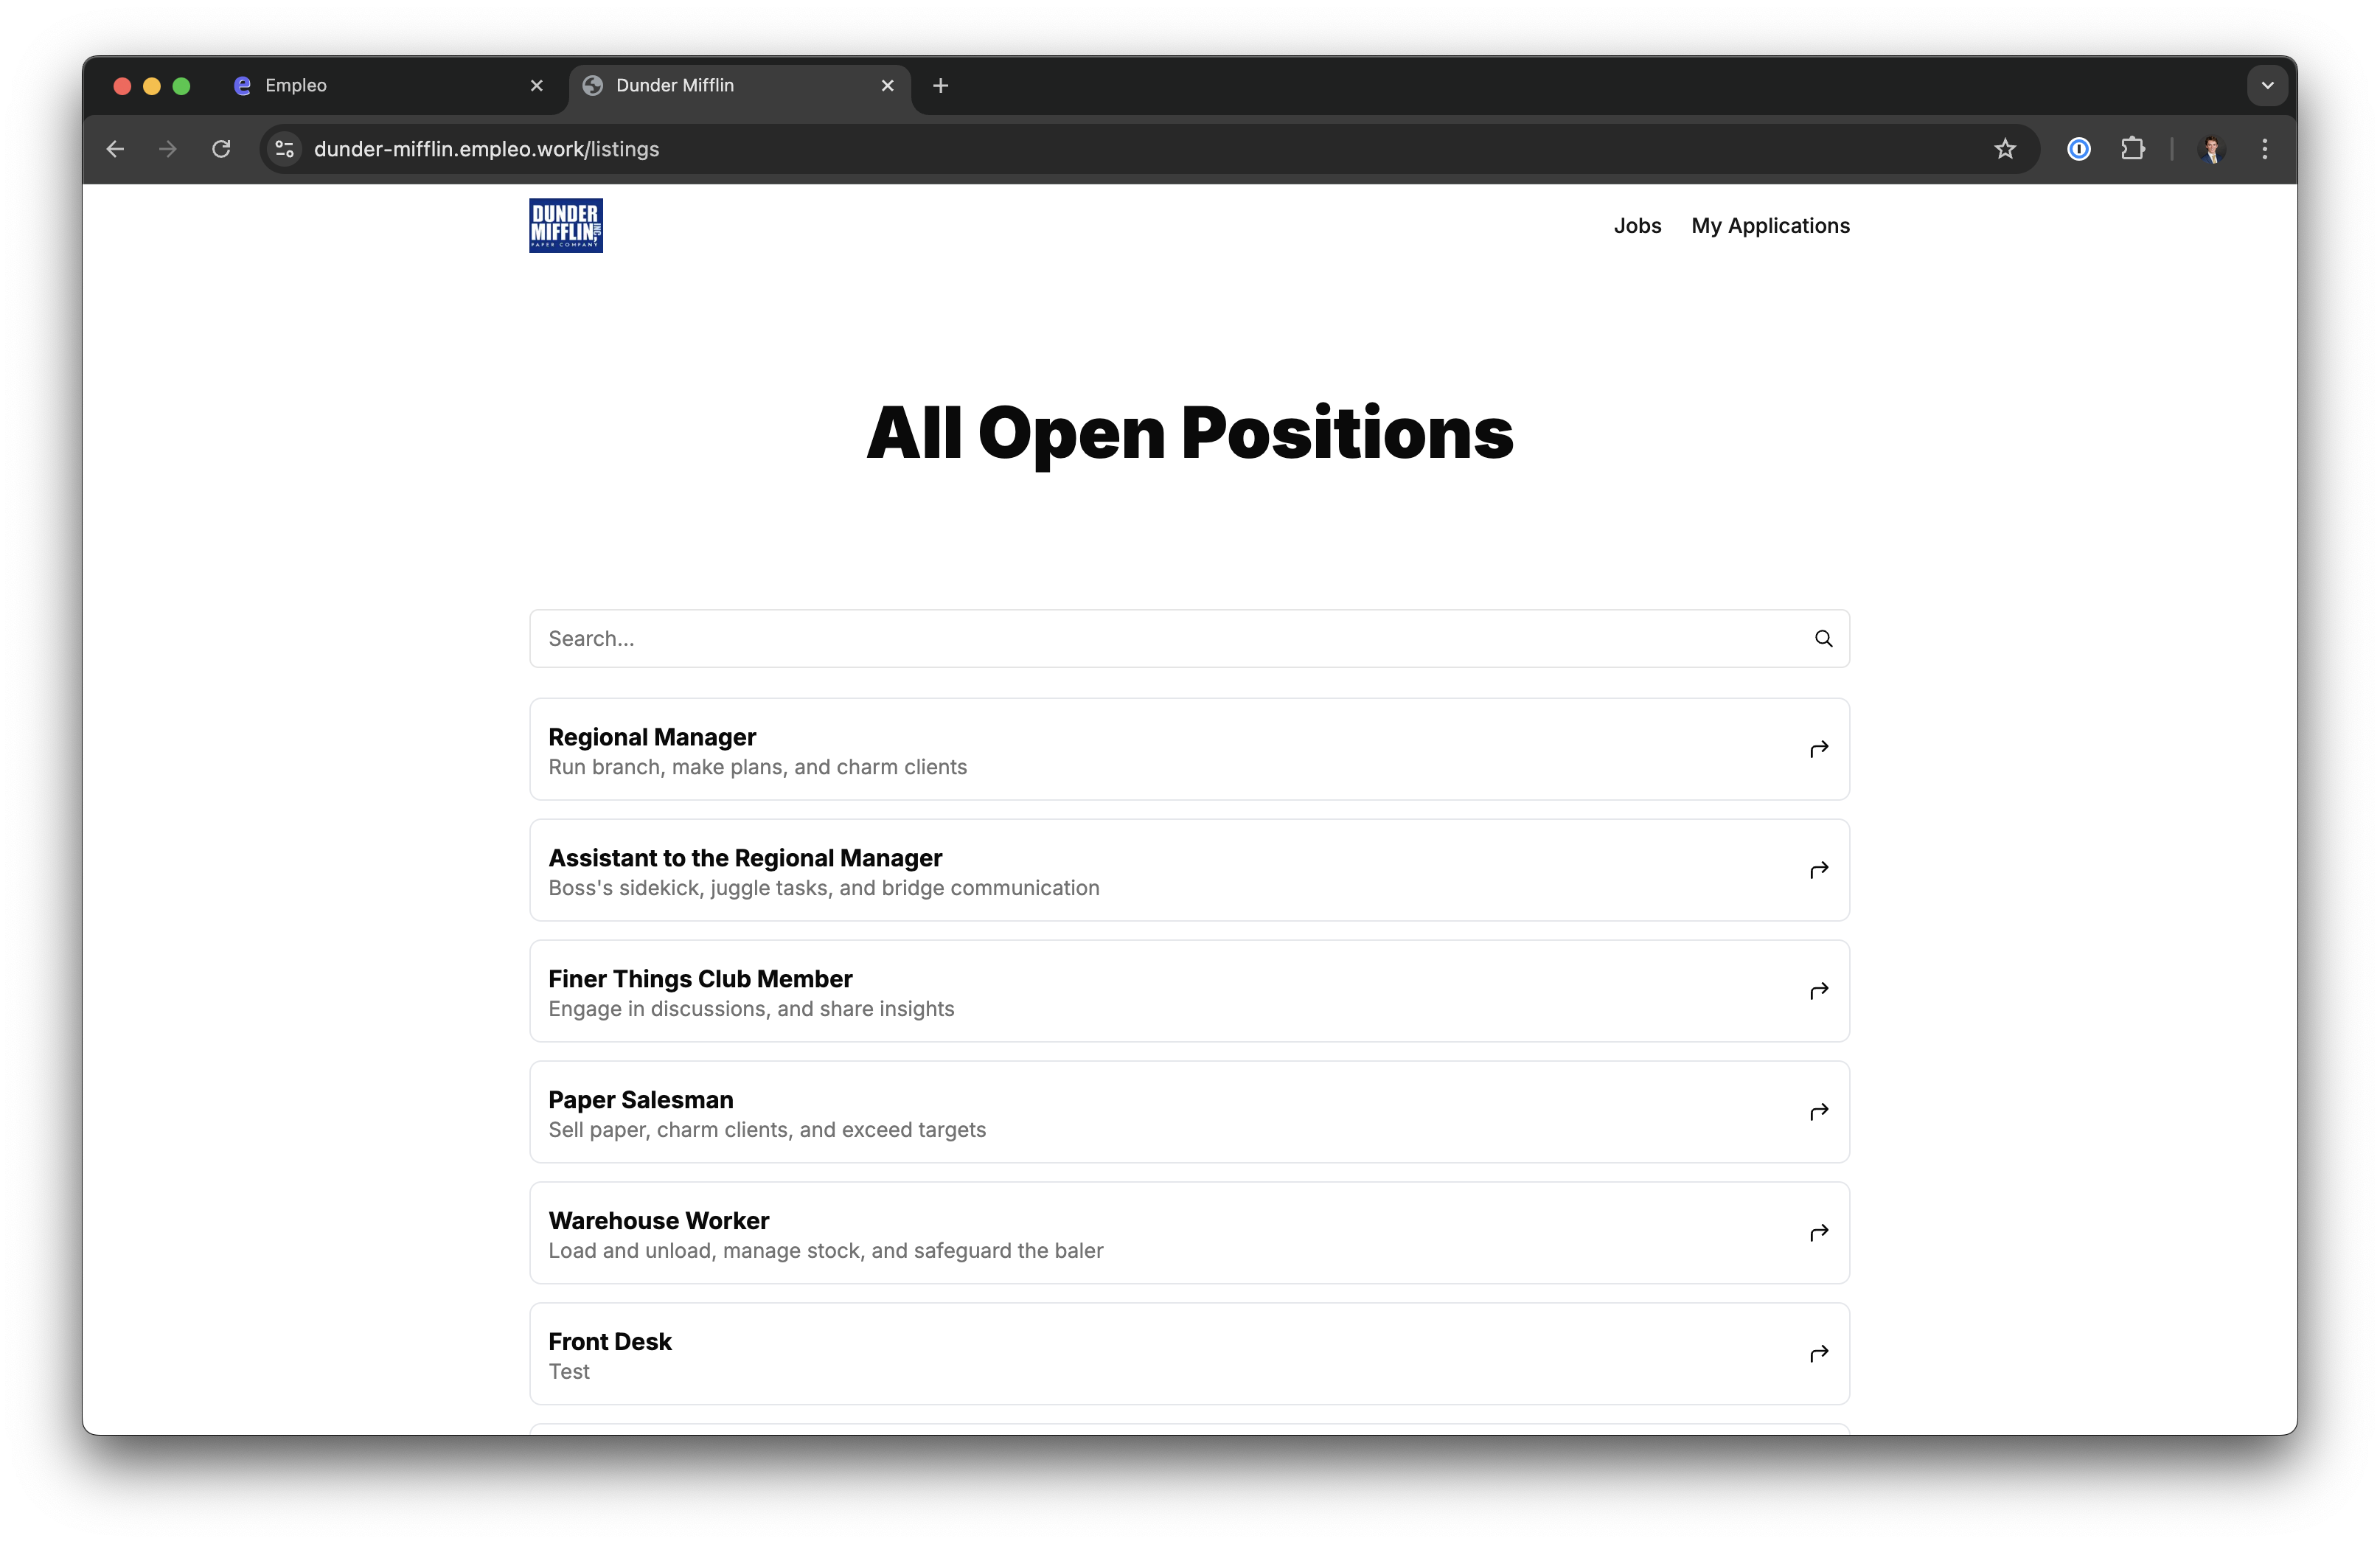 Empleo
Dunder Mifflin
dunder-mifflin.empleo.work/listings
DUNDER
MIFFLIN, INC
PAPER COMPANY
Jobs
My Applications
All Open Positions
Search...
Regional Manager
Run branch, make plans, and charm clients
Assistant to the Regional Manager
Boss's sidekick, juggle tasks, and bridge communication
Finer Things Club Member
Engage in discussions, and share insights
Paper Salesman
Sell paper, charm clients, and exceed targets
Warehouse Worker
Load and unload, manage stock, and safeguard the baler
Front Desk
Test